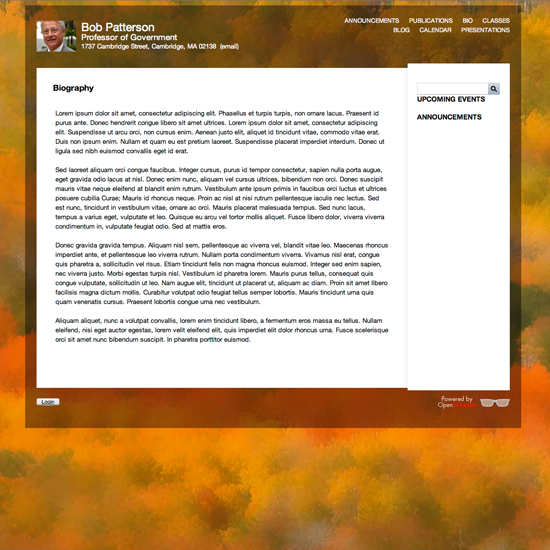 Bob Patterson
Professor of Government
1737 Cambridge Street, Cambridge, MA 02138 (email)
ANNOUNCEMENTS PUBLICATIONS BIO CLASSES
BLOG CALENDAR PRESENTATIONS
Biography
Lorem ipsum dolor sit amet, consectetur adipiscing elit. Phasellus et turpis turpis, non ornare lacus. Praesent id
purus ante. Donec hendrerit congue libero sit amet ultrices. Lorem ipsum dolor sit amet, consectetur adipiscing
elit. Suspendisse ut arcu orci, non cursus enim. Aenean justo elit, aliquet id tincidunt vitae, commodo vitae erat.
Duis non ipsum enim. Nullam et quam eu est pretium laoreet. Suspendisse placerat imperdiet interdum. Donec ut
ligula sed nibh euismod convallis eget id erat.
Sed laoreet aliquam orci congue faucibus. Integer cursus, purus id tempor consectetur, sapien nulla porta augue,
eget gravida odio lacus at nisl. Donec enim nunc, aliquam vel cursus ultrices, bibendum non orci. Donec suscipit
mauris vitae neque eleifend at blandit enim rutrum. Vestibulum ante ipsum primis in faucibus orci luctus et ultrices
posuere cubilia Curae; Mauris id rhoncus neque. Proin ac nisl at nisi rutrum pellentesque iaculis nec lectus. Sed
est nunc, tincidunt in vestibulum vitae, ornare ac orci. Mauris placerat malesuada tempus. Sed nunc lacus,
tempus a varius eget, vulputate et leo. Quisque eu arcu vel tortor mollis aliquet. Fusce libero dolor, viverra viverra
condimentum in, vulputate feugiat odio. Sed at mattis eros.
Donec gravida gravida tempus. Aliquam nisl sem, pellentesque ac viverra vel, blandit vitae leo. Maecenas rhoncus
imperdiet ante, et pellentesque leo viverra rutrum. Nullam porta condimentum viverra. Vivamus nisl erat, congue
quis pharetra a, sollicitudin vel risus. Etiam tincidunt felis non magna rhoncus euismod. Integer sed enim sapien,
nec viverra justo. Morbi egestas turpis nisl. Vestibulum id pharetra lorem. Mauris purus tellus, consequat quis
congue vulputate, sollicitudin ut leo. Nam augue elit, tincidunt ut placerat ut, aliquam ac diam. Proin sit amet libero
facilisis magna dictum mollis. Curabitur volutpat odio feugiat tellus semper lobortis. Mauris tincidunt urna quis
quam venenatis cursus. Praesent lobortis congue urna nec vestibulum.
Aliquam aliquet, nunc a volutpat convallis, lorem enim tincidunt libero, a fermentum eros massa eu tellus. Nullam
eleifend, nisi eget auctor egestas, lorem velit eleifend elit, quis imperdiet elit dolor rhoncus urna. Fusce scelerisque
orci sit amet nunc bibendum suscipit. In pharetra porttitor euismod.
UPCOMING EVENTS
ANNOUNCEMENTS
Login
Powered by
Open